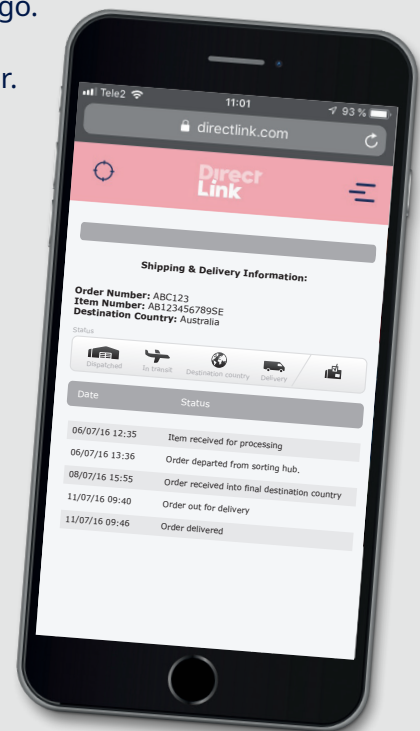 go.
r.
Tele2 11:01 93 %
directlink.com
Direct
Link
Shipping & Delivery Information:
Order Number: ABC123
Item Number: AB123456789SE
Destination Country: Australia
Status
Dispatched In transit Destination country Delivery
Date Status
06/07/16 12:35 Item received for processing
06/07/16 13:36 Order departed from sorting hub.
08/07/16 15:55 Order received into final destination country
11/07/16 09:40 Order out for delivery
11/07/16 09:46 Order delivered